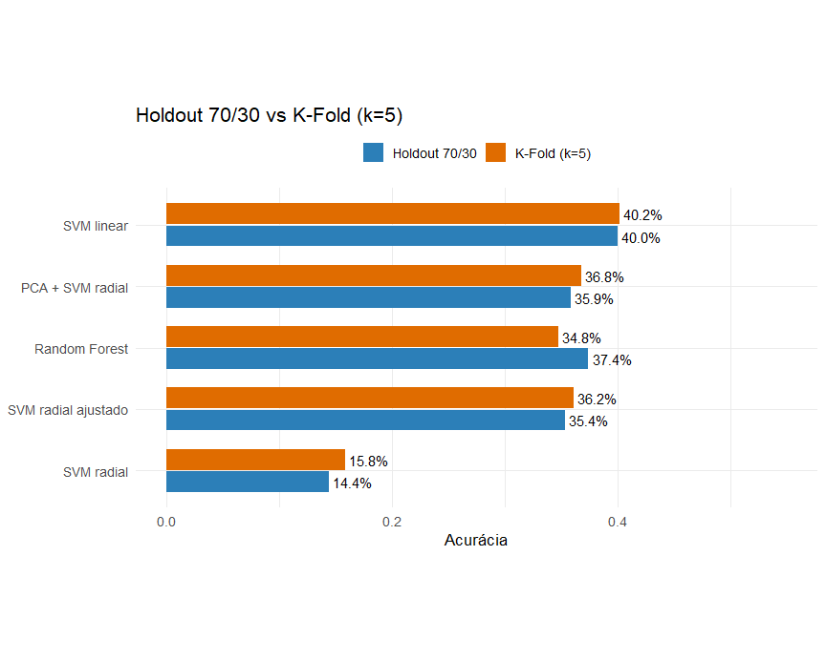 Holdout 70/30 vs K-Fold (k=5)
Holdout 70/30 K-Fold (k=5)
SVM linear
40.2%
40.0%
PCA + SVM radial
36.8%
35.9%
Random Forest
34.8%
37.4%
SVM radial ajustado
36.2%
35.4%
SVM radial
15.8%
14.4%
0.0 0.2 0.4
Acurácia